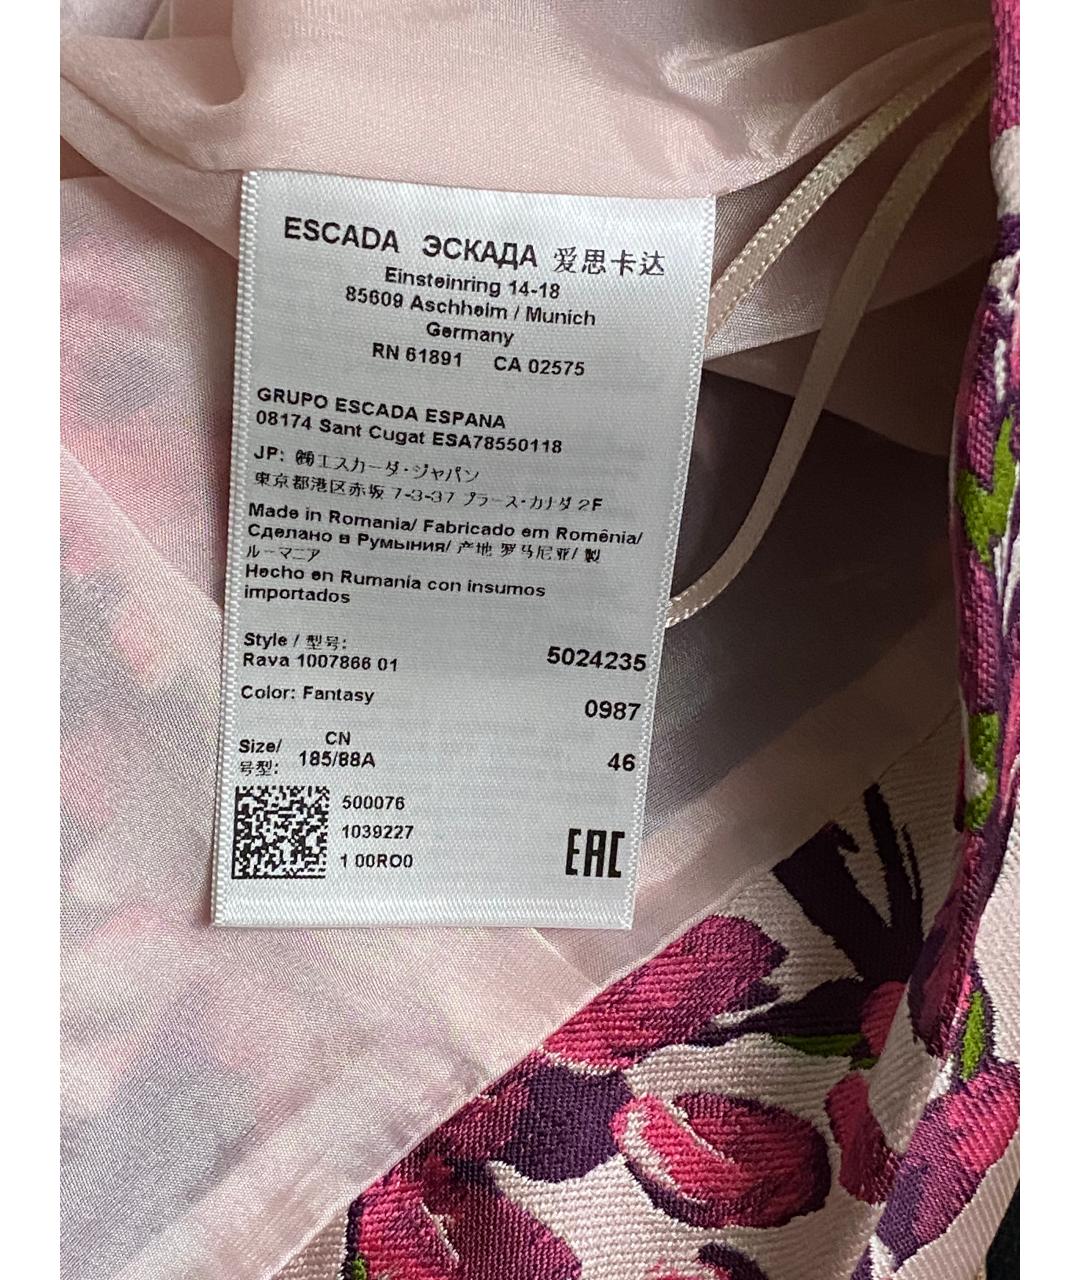 ESCADA ЭСКАДА 爱思卡达
Einsteinring 14-18
85609 Aschheim / Munich
Germany
RN 61891 CA 02575
GRUPO ESCADA ESPANA
08174 Sant Cugat ESA78550118
JP: ㈱エスカーダ・ジャパン
東京都港区赤坂 7-3-37 プラース・カナダ 2F
Made in Romania/ Fabricado em Romênia/
Сделано в Румыния/ 产地 罗马尼亚/ 製
ルーマニア
Hecho en Rumanía con insumos
importados
Style / 型号:
Rava 1007866 01 5024235
Color: Fantasy 0987
CN
Size/ 185/88A 46
号型:
500076
1039227
1 00RO0
EAC